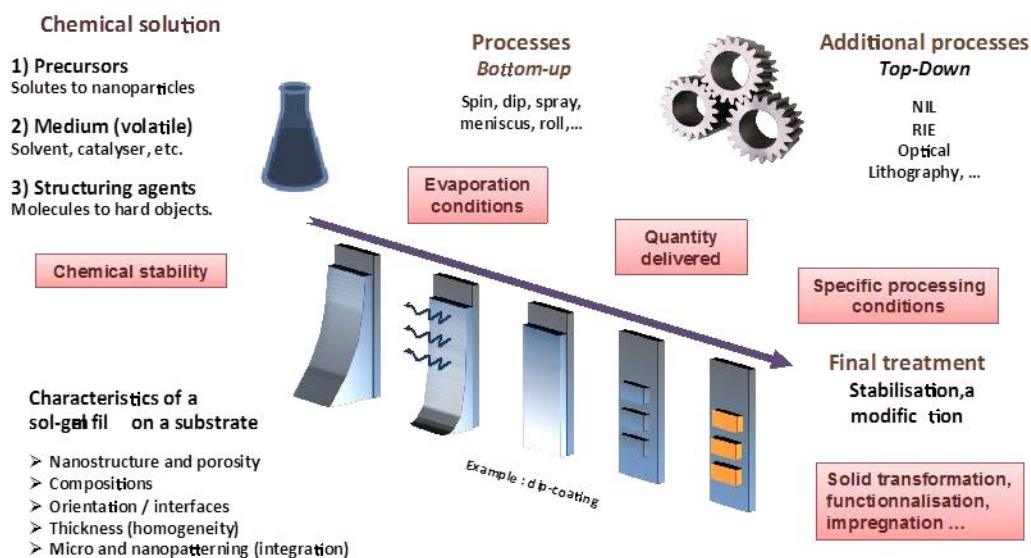 Chemical solution
1) Precursors
Solutes to nanoparticles
2) Medium (volatile)
Solvent, catalyser, etc.
3) Structuring agents
Molecules to hard objects.
Chemical stability
Processes
Bottom-up
Spin, dip, spray,
meniscus, roll,...
Evaporation
conditions
Additional processes
Top-Down
NIL
RIE
Optical
Lithography, ...
Quantity
delivered
Specific processing
conditions
Final treatment
Stabilisation,a
modific tion
Solid transformation,
functionnalisation,
impregnation ...
Example : dip-coating
Characteristics of a
sol-gel fil on a substrate
➢ Nanostructure and porosity
➢ Compositions
➢ Orientation / interfaces
➢ Thickness (homogeneity)
➢ Micro and nanopatterning (integration)